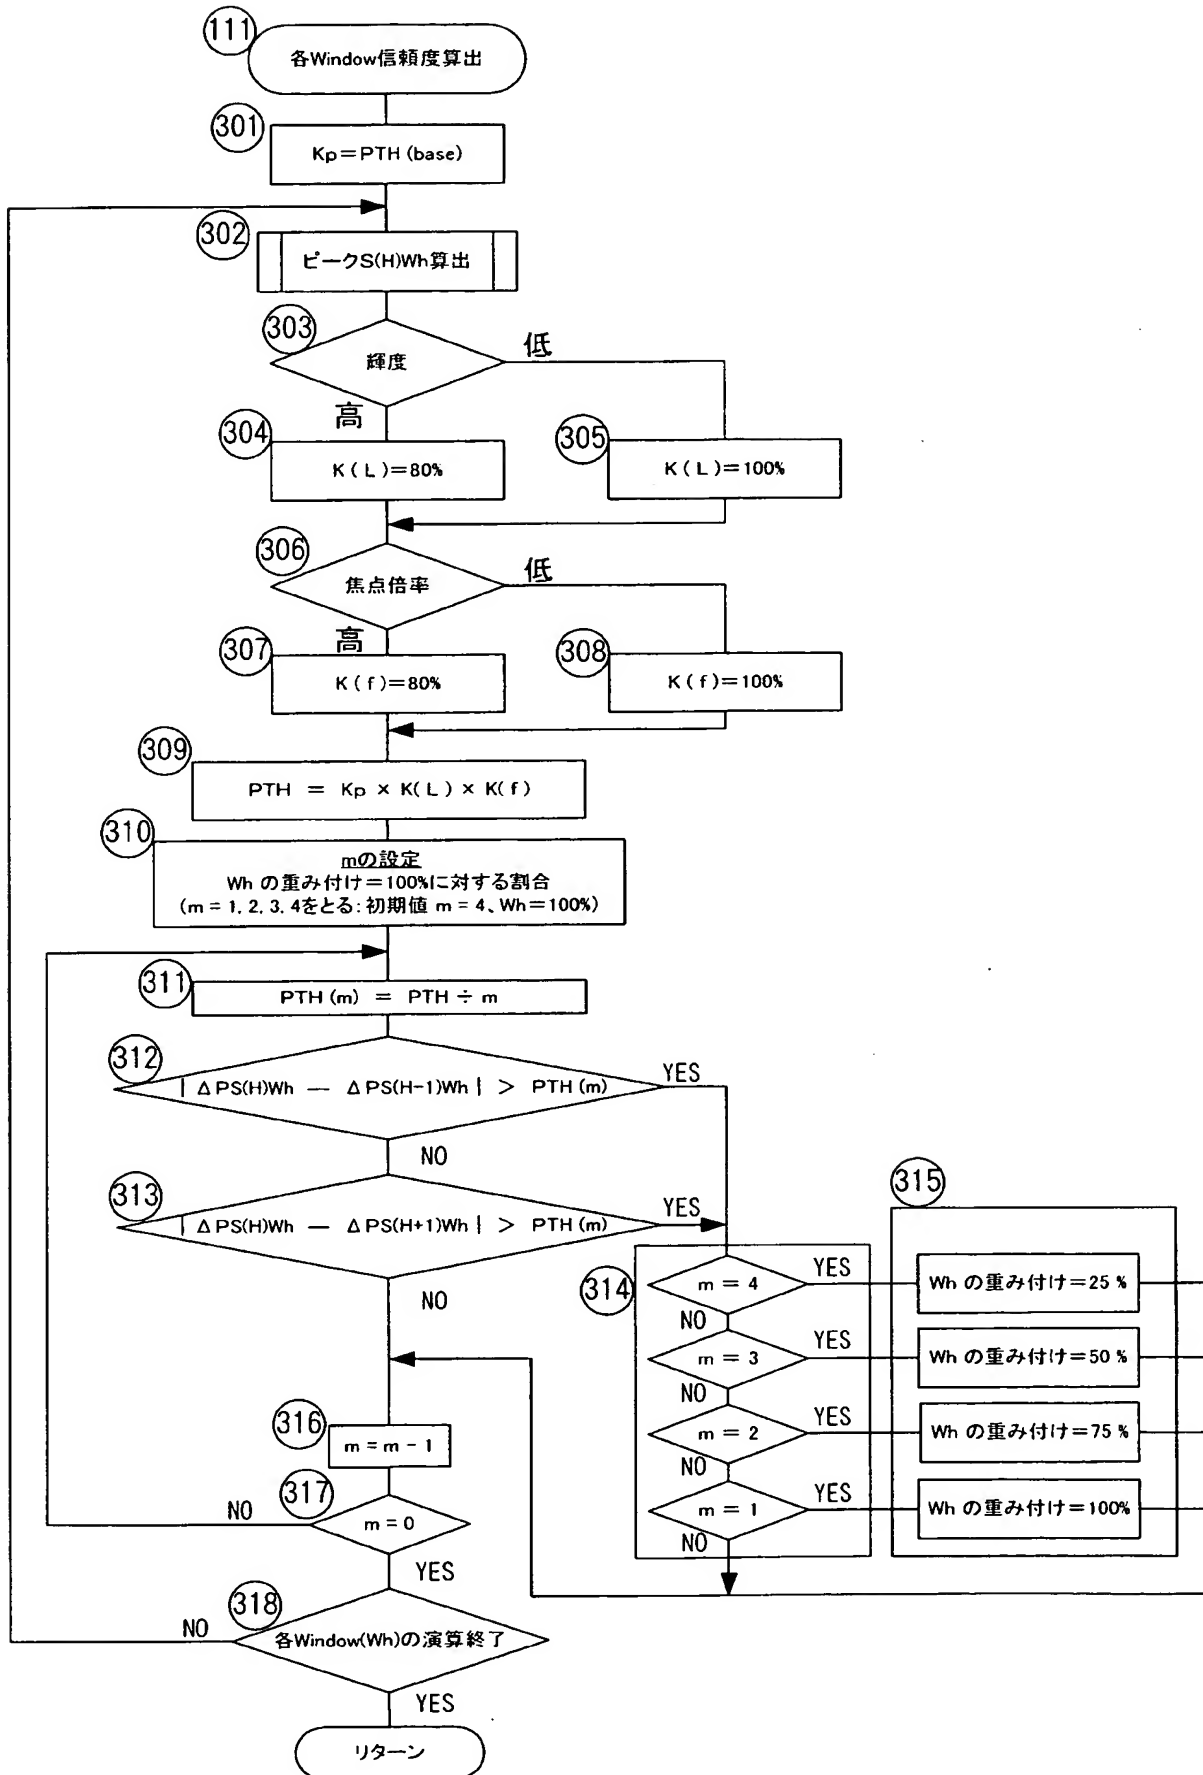 111
各Window信頼度算出
301
Kp=PTH(base)
302
ピークS(H)Wh算出
303
輝度
低
高
304
K(L)=80%
305
K(L)=100%
306
焦点倍率
低
高
307
K(f)=80%
308
K(f)=100%
309
PTH = Kp × K(L) × K(f)
310
mの設定
Wh の重み付け=100%に対する割合
(m = 1, 2, 3, 4をとる:初期値 m = 4、Wh=100%)
311
PTH(m) = PTH ÷ m
312
| ΔPS(H)Wh — ΔPS(H-1)Wh | > PTH(m)
YES
NO
313
| ΔPS(H)Wh — ΔPS(H+1)Wh | > PTH(m)
YES
NO
314
315
m = 4
YES
Wh の重み付け=25 %
NO
m = 3
YES
Wh の重み付け=50 %
NO
m = 2
YES
Wh の重み付け=75 %
NO
m = 1
YES
Wh の重み付け=100%
NO
316
m = m - 1
317
NO
m = 0
YES
318
NO
各Window(Wh)の演算終了
YES
リターン